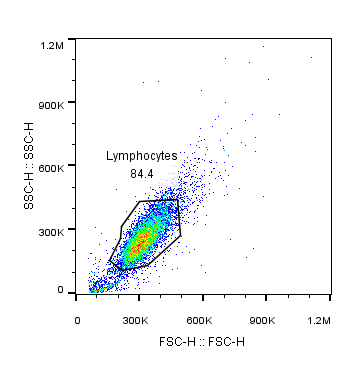 1.2M
900K
600K
300K
0
SSC-H :: SSC-H
Lymphocytes
84.4
0 300K 600K 900K 1.2M
FSC-H :: FSC-H